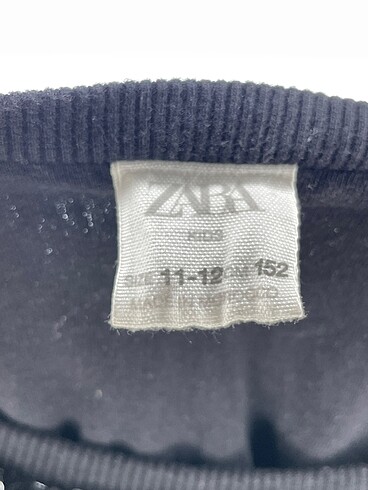 ZARA
KIDS
SIZE 11-12 CM 152
MADE IN MOROCCO